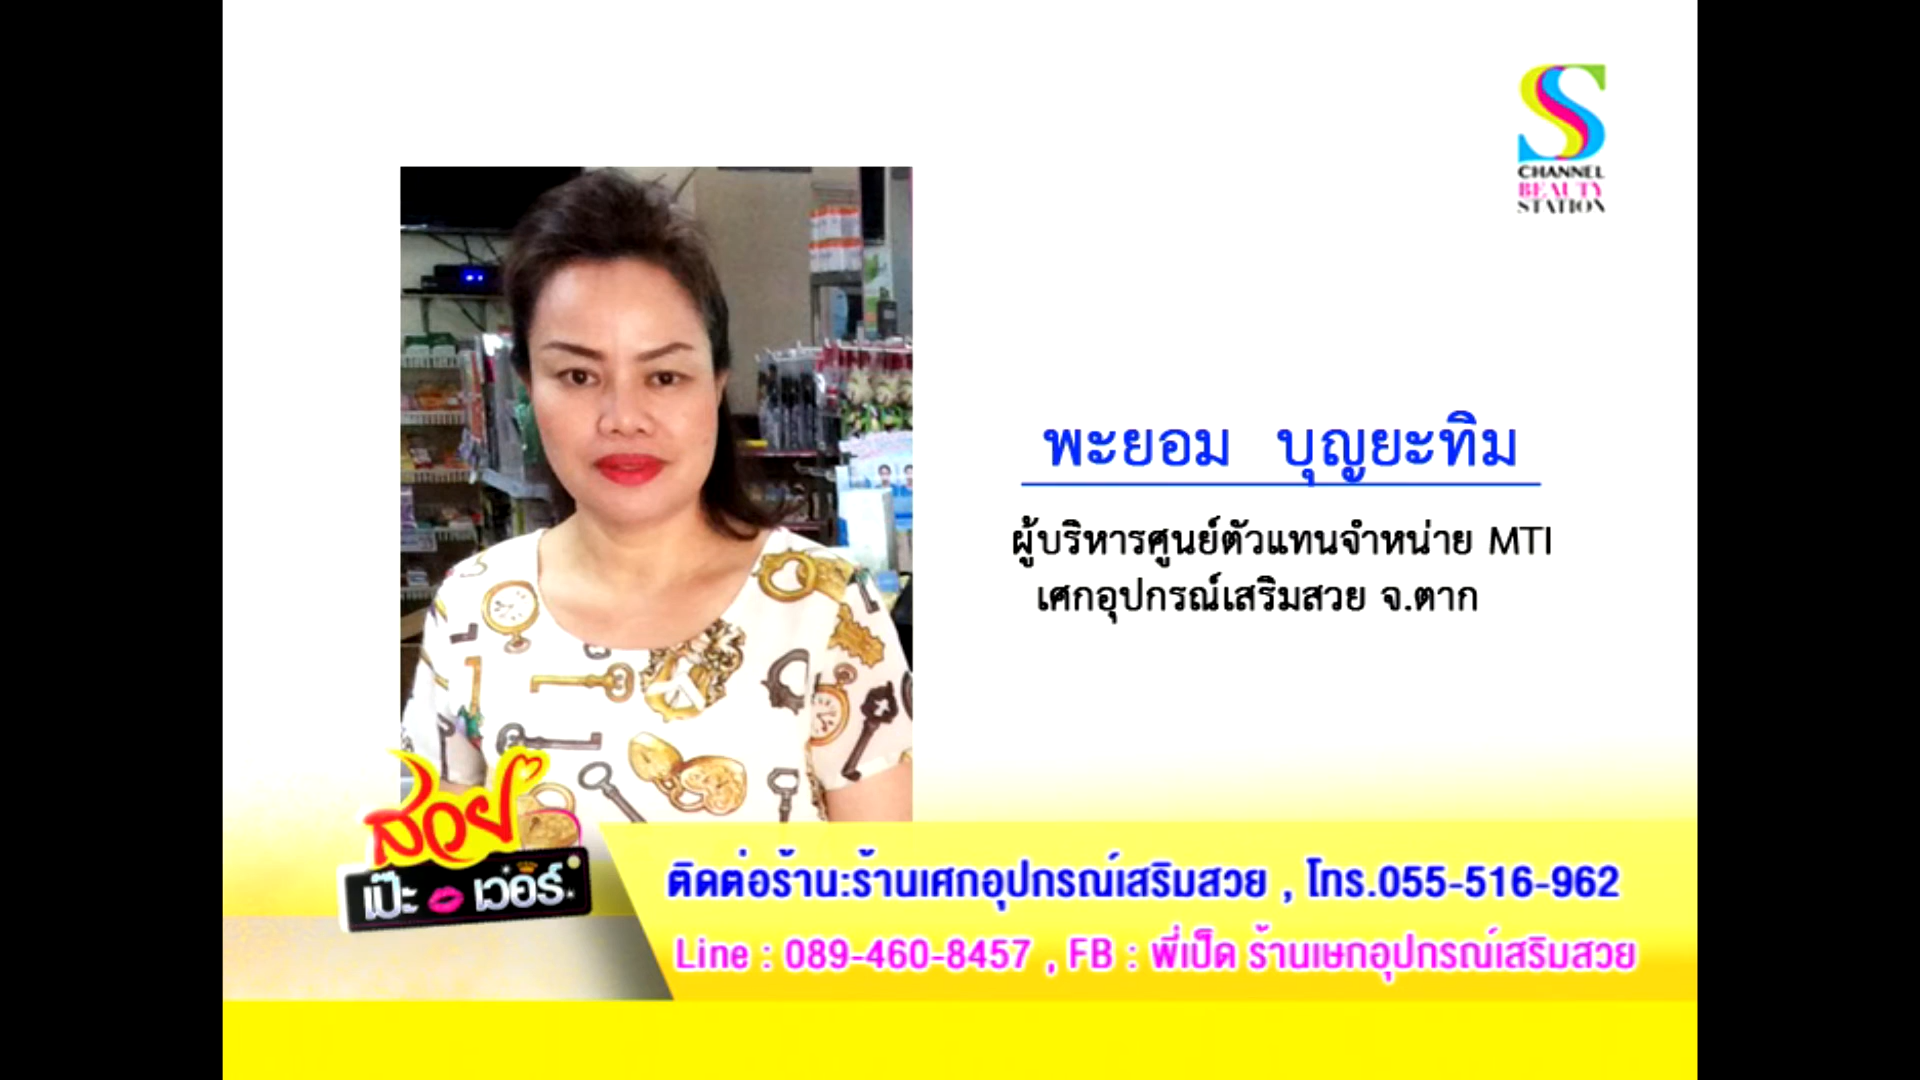 S
CHANNEL
BEAUTY
STATION
พะยอม บุญยะทิม
ผู้บริหารศูนย์ตัวแทนจำหน่าย MTI
เศกอุปกรณ์เสริมสวย จ.ตาก
สวย
เป๊ะ เว่อร์
ติดต่อร้าน:ร้านเศกอุปกรณ์เสริมสวย , โทร.055-516-962
Line : 089-460-8457 , FB : พี่เป็ด ร้านเษกอุปกรณ์เสริมสวย